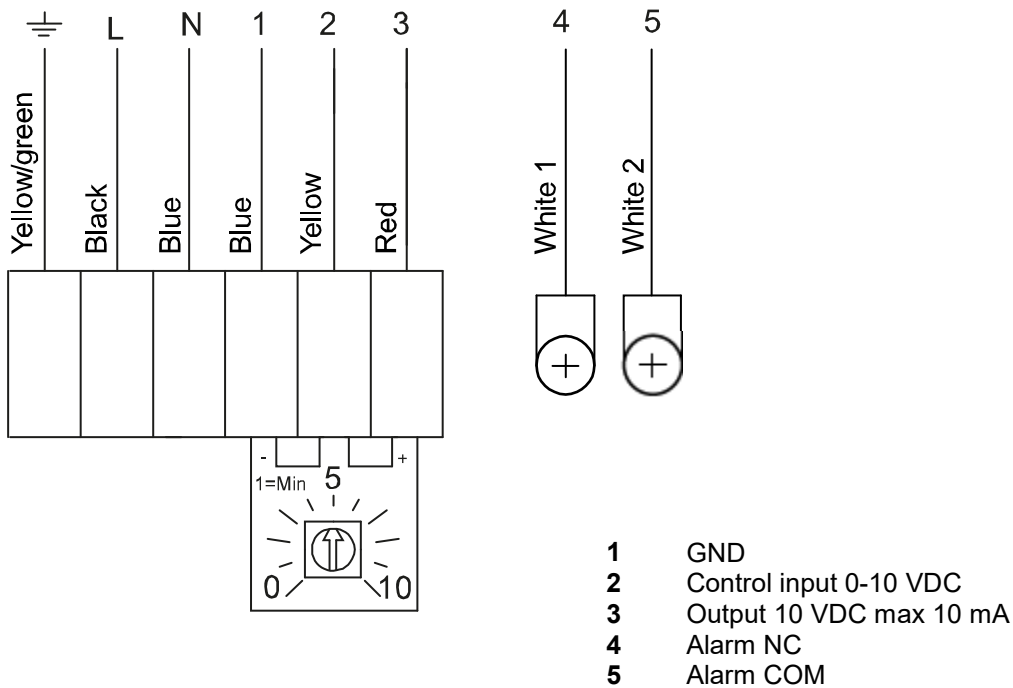 L N 1 2 3 4 5
Yellow/green
Black
Blue
Blue
Yellow
Red
White 1
White 2
- +
1=Min 5
0 10
1 GND
2 Control input 0-10 VDC
3 Output 10 VDC max 10 mA
4 Alarm NC
5 Alarm COM